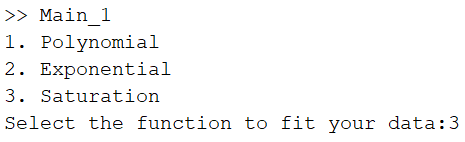 >> Main_1
1. Polynomial
2. Exponential
3. Saturation
Select the function to fit your data:3